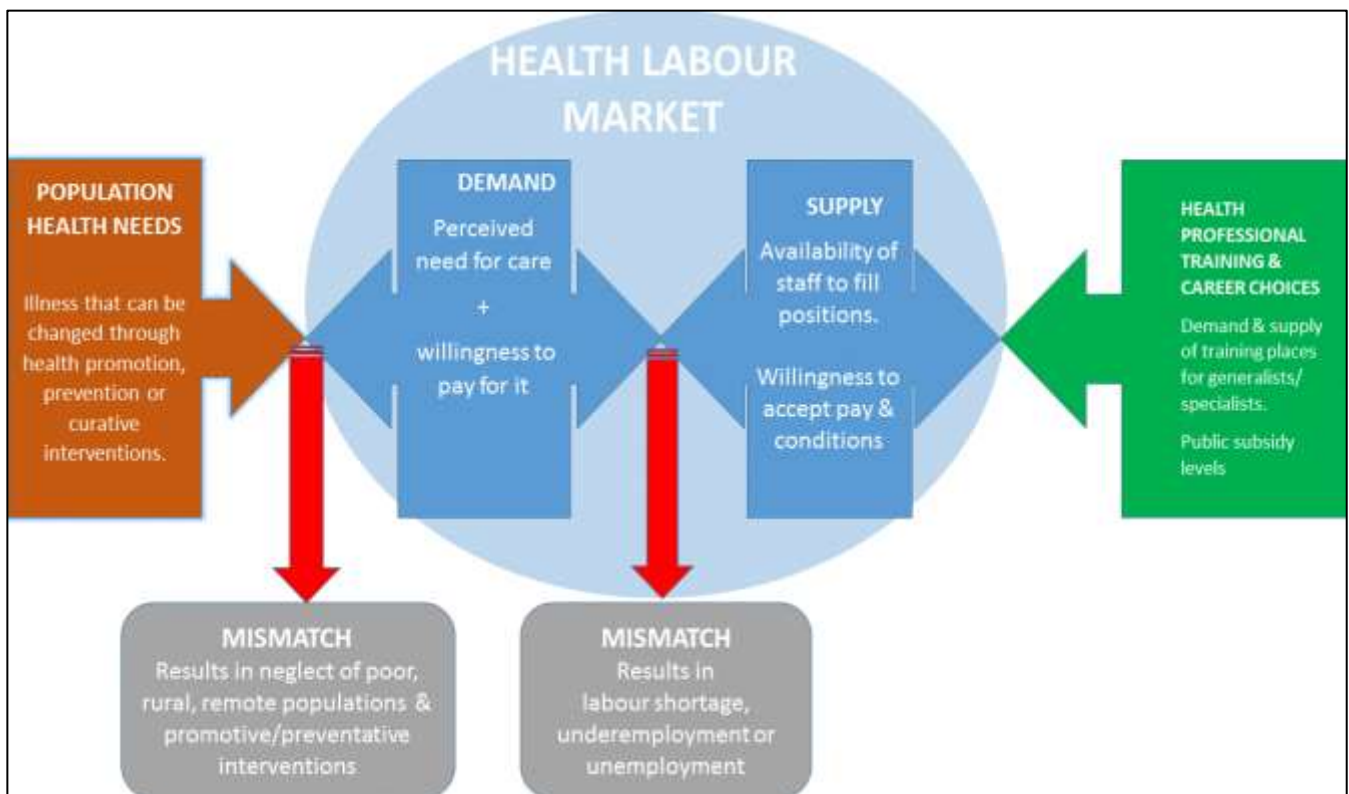 HEALTH LABOUR
MARKET
POPULATION
HEALTH NEEDS
Illness that can be
changed through
health promotion,
prevention or
curative
interventions.
DEMAND
Perceived
need for care
+
willingness to
pay for it
SUPPLY
Availability of
staff to fill
positions.
Willingness to
accept pay &
conditions
HEALTH
PROFESSIONAL
TRAINING &
CAREER CHOICES
Demand & supply
of training places
for generalists/
specialists.
Public subsidy
levels
MISMATCH
Results in neglect of poor,
rural, remote populations &
promotive/preventative
interventions
MISMATCH
Results in
labour shortage,
underemployment or
unemployment